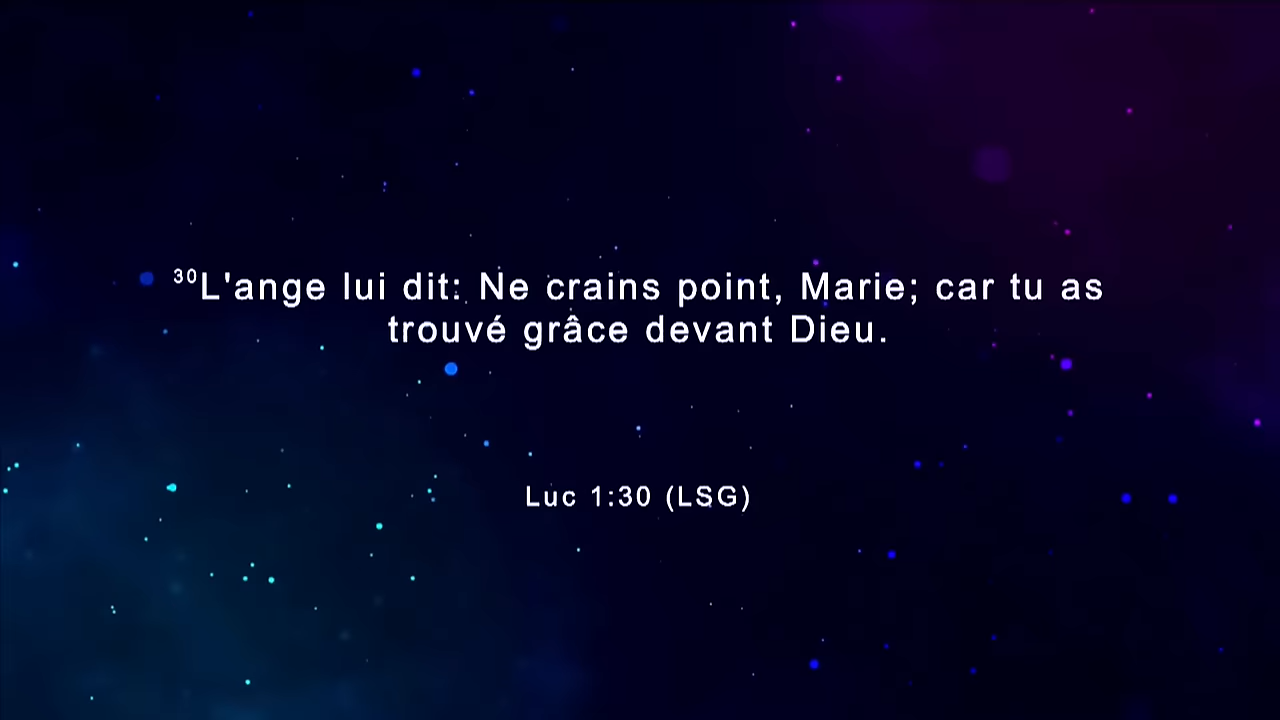 ³⁰L'ange lui dit: Ne crains point, Marie; car tu as
trouvé grâce devant Dieu.
Luc 1:30 (LSG)